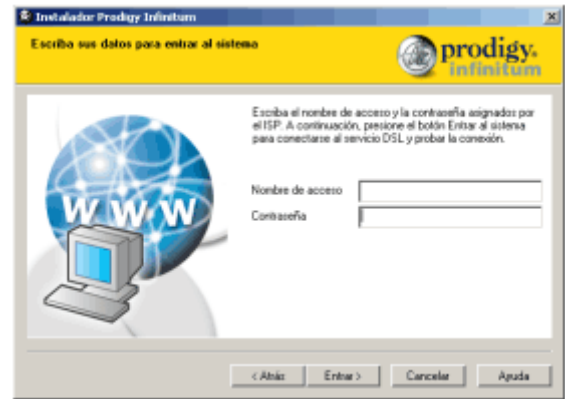 Instalador Prodigy Infinitum
Escriba sus datos para entrar al sistema
prodigy.
infinitum
Escriba el nombre de acceso y la contraseña asignados por
el ISP. A continuación, presione el botón Entrar al sistema
para conectarse al servicio DSL y probar la conexión.
Nombre de acceso
Contraseña
WWW
< Atrás
Entrar >
Cancelar
Ayuda